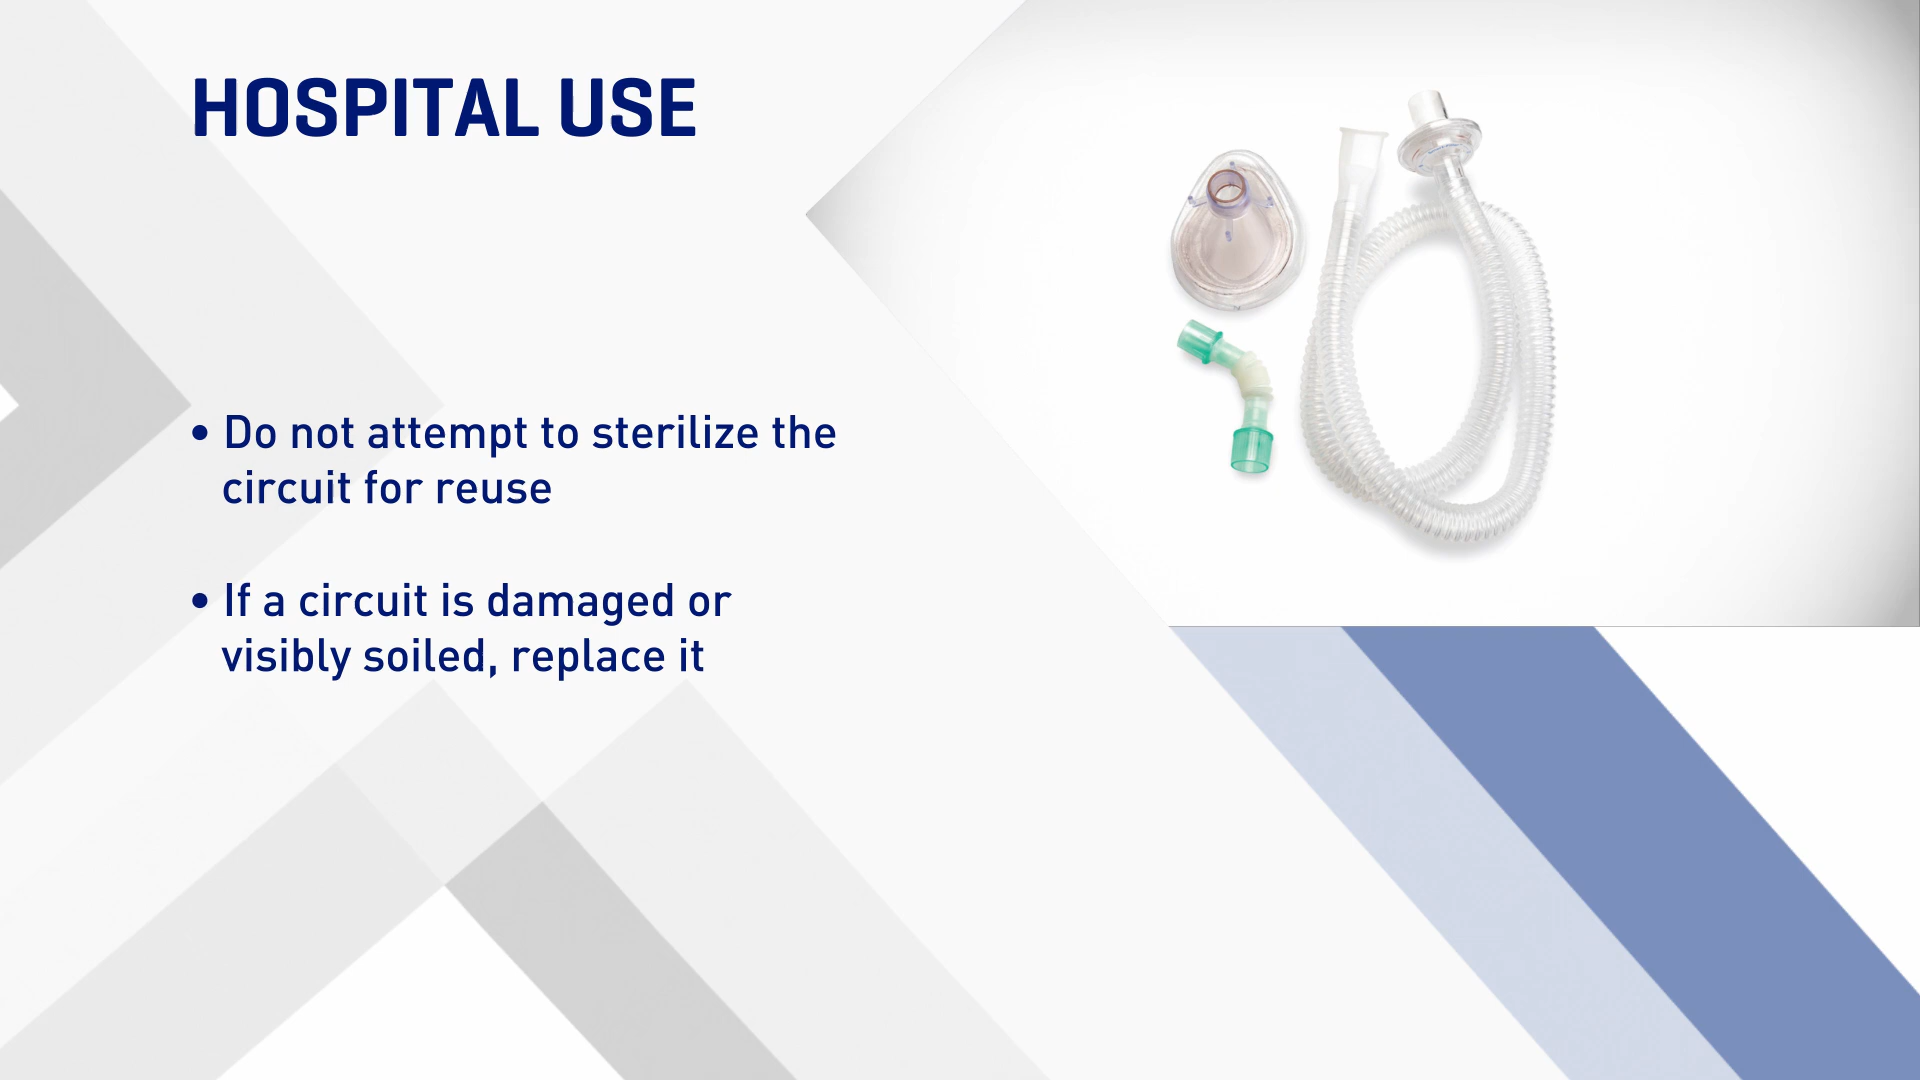 HOSPITAL USE
• Do not attempt to sterilize the
circuit for reuse
• If a circuit is damaged or
visibly soiled, replace it